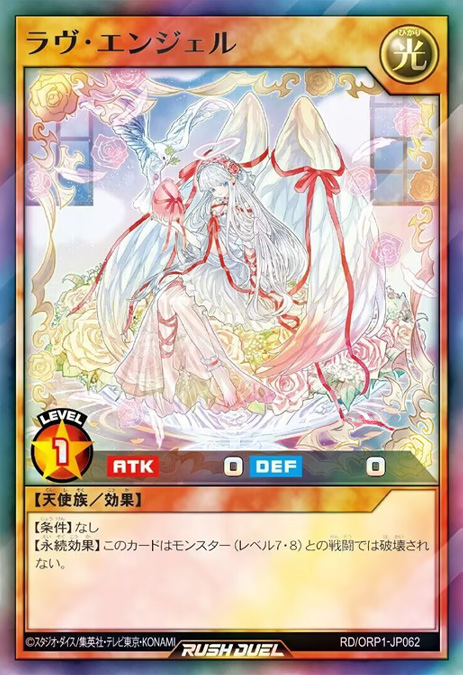 ラヴ・エンジェル
ひかり
光
LEVEL
1
ATK 0 DEF 0
【天使族／効果】
【条件】なし
【永続効果】このカードはモンスター（レベル7・8）との戦闘では破壊され
ない。
©スタジオ・ダイス/集英社・テレビ東京・KONAMI
RUSH DUEL
RD/ORP1-JP062